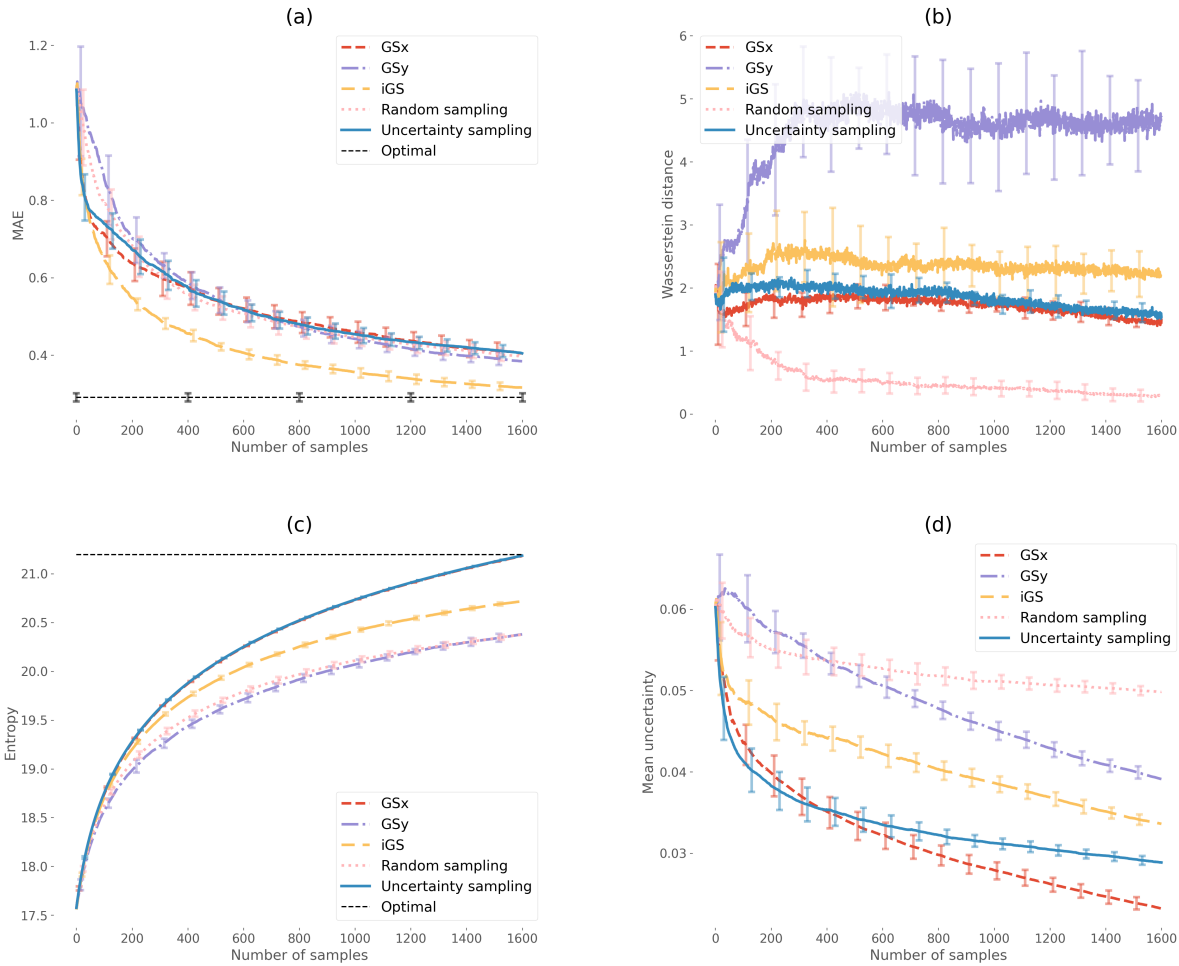 (a)
1.2
1.0
0.8
0.6
0.4
MAE
0 200 400 600 800 1000 1200 1400 1600
Number of samples
GSx
GSy
iGS
Random sampling
Uncertainty sampling
Optimal
(b)
6
5
4
3
2
1
0
Wasserstein distance
0 200 400 600 800 1000 1200 1400 1600
Number of samples
GSx
GSy
iGS
Random sampling
Uncertainty sampling
(c)
21.0
20.5
20.0
19.5
19.0
18.5
18.0
17.5
Entropy
0 200 400 600 800 1000 1200 1400 1600
Number of samples
GSx
GSy
iGS
Random sampling
Uncertainty sampling
Optimal
(d)
0.06
0.05
0.04
0.03
Mean uncertainty
0 200 400 600 800 1000 1200 1400 1600
Number of samples
GSx
GSy
iGS
Random sampling
Uncertainty sampling